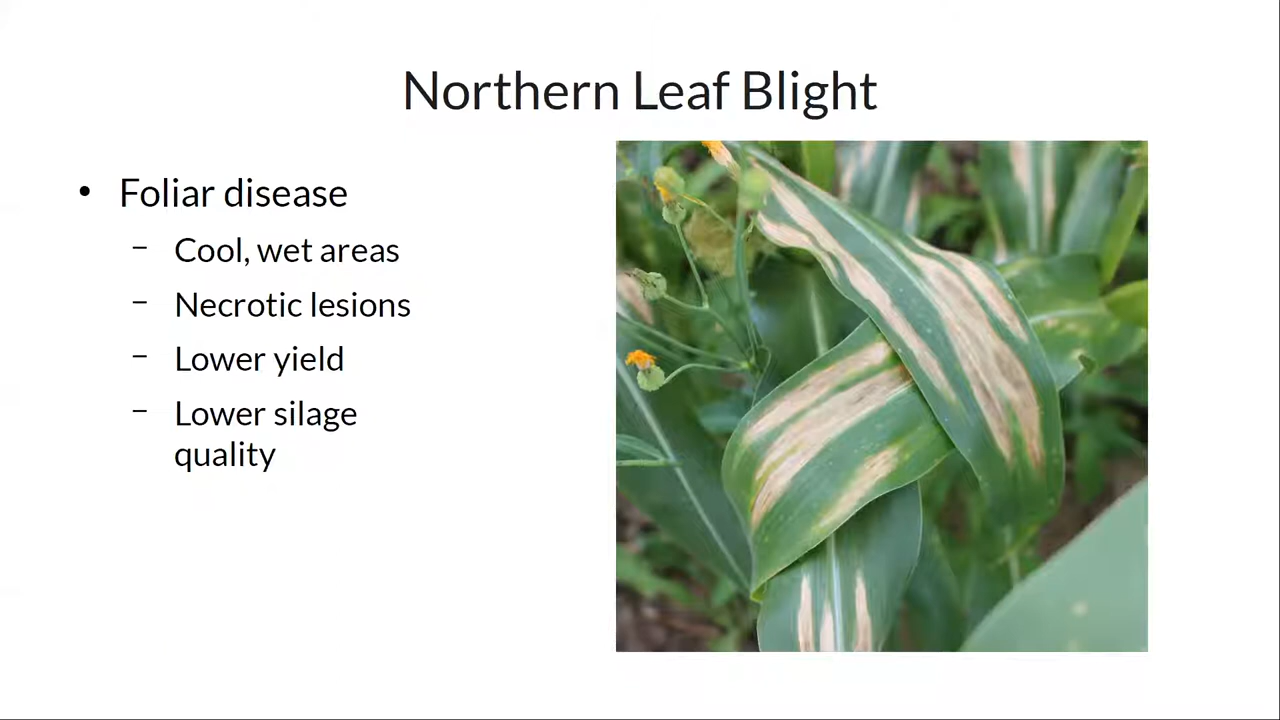 Northern Leaf Blight
• Foliar disease
– Cool, wet areas
– Necrotic lesions
– Lower yield
– Lower silage
quality